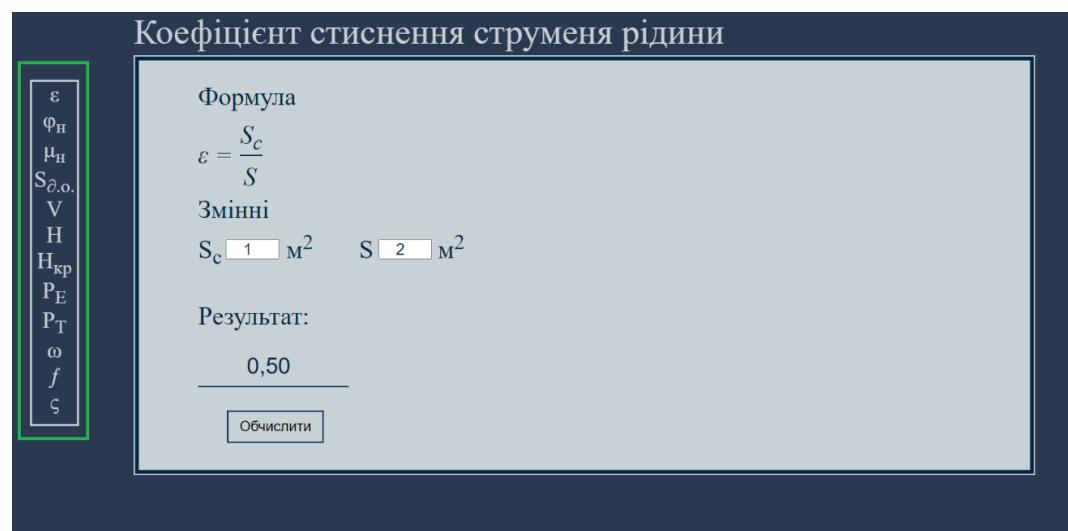 Коефіцієнт стиснення струменя рідини
ε
φн
μн
S∂.о.
V
H
Hкр
PE
PT
ω
f
ς
Формула
ε = Sc/S
Змінні
Sc 1 м² S 2 м²
Результат:
0,50
Обчислити